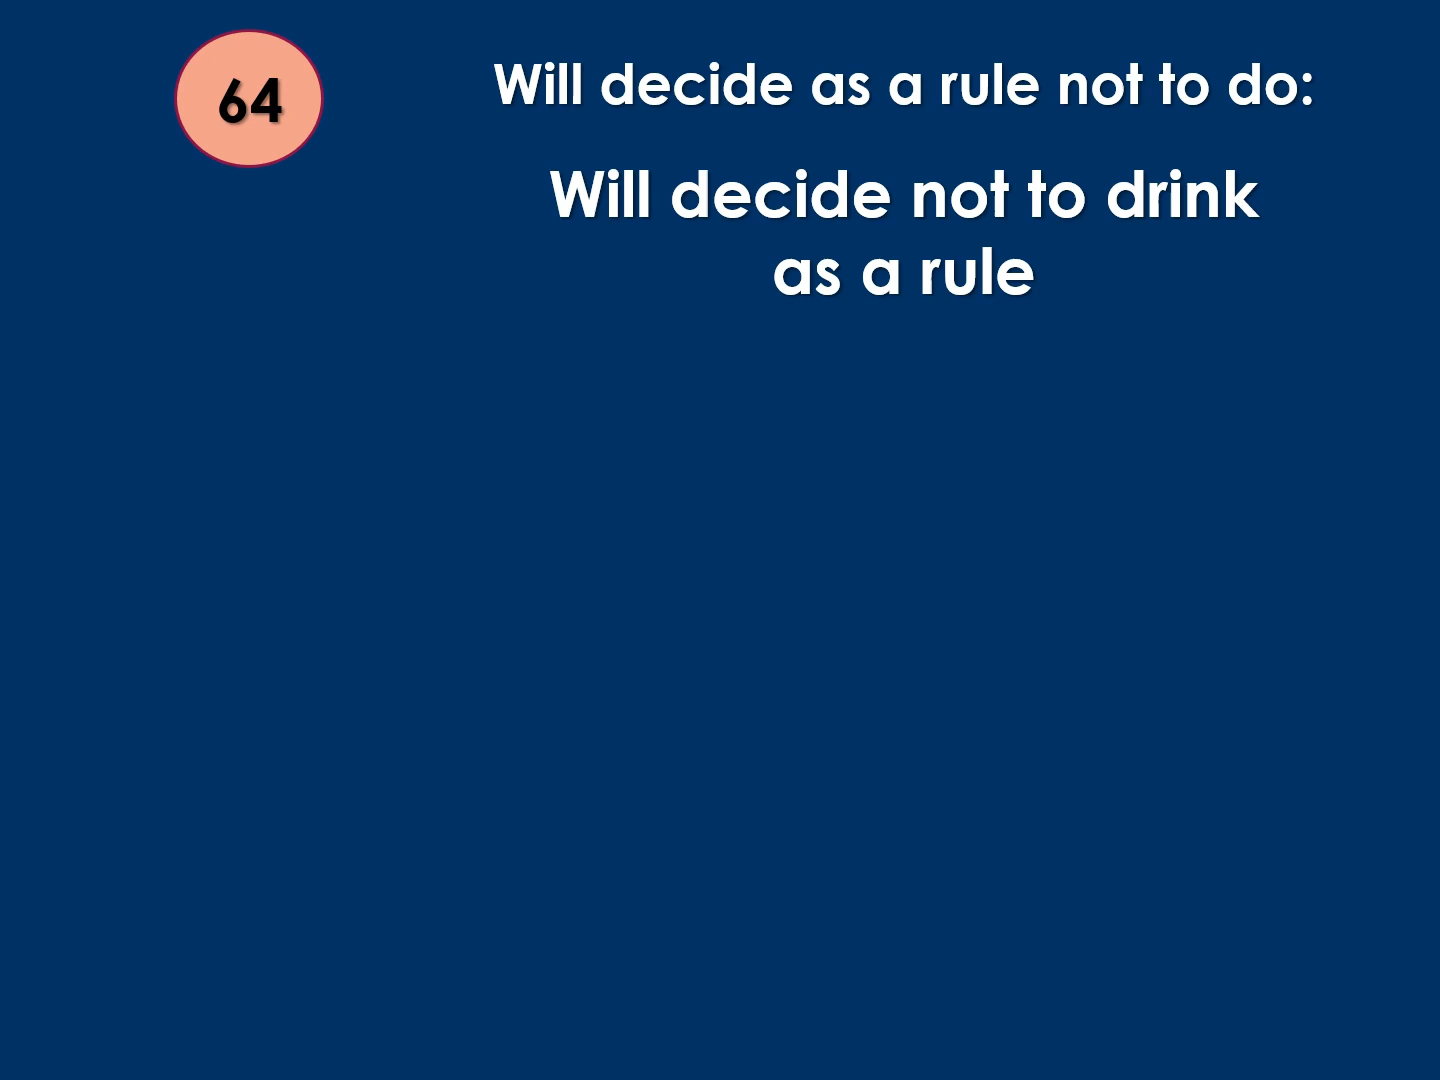 64
Will decide as a rule not to do:
Will decide not to drink
as a rule